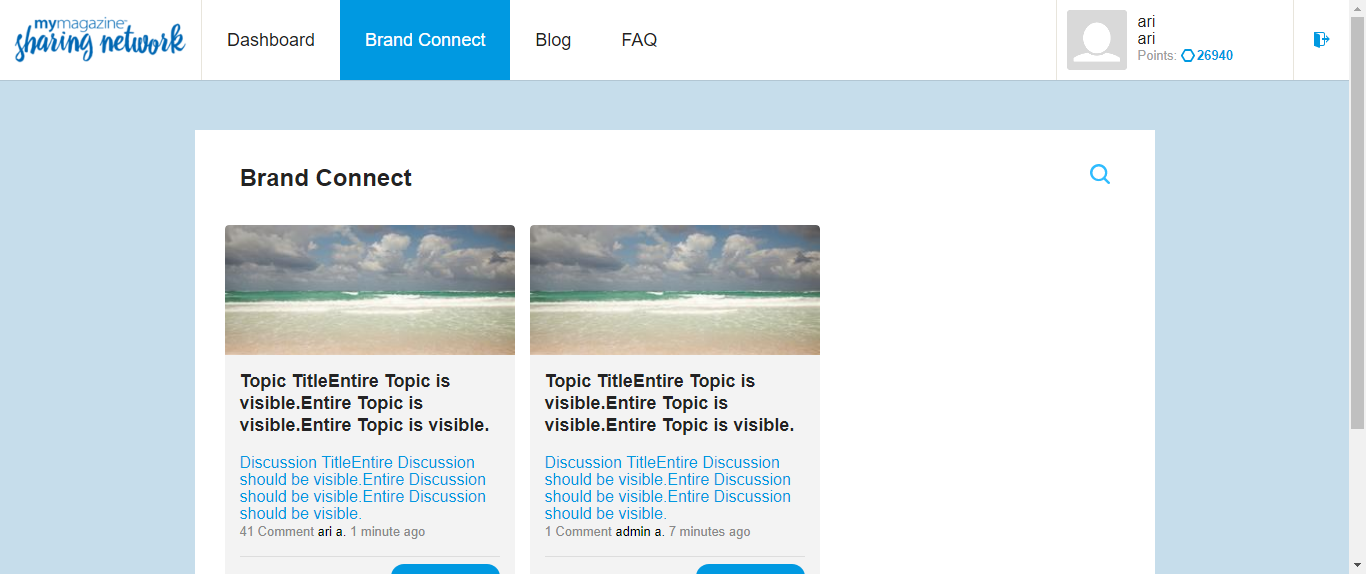 mymagazine
sharing network
Dashboard
Brand Connect
Blog
FAQ
ari
ari
Points: 26940
Brand Connect
Topic TitleEntire Topic is
visible.Entire Topic is
visible.Entire Topic is visible.
Discussion TitleEntire Discussion
should be visible.Entire Discussion
should be visible.Entire Discussion
should be visible.
41 Comment ari a. 1 minute ago
Topic TitleEntire Topic is
visible.Entire Topic is
visible.Entire Topic is visible.
Discussion TitleEntire Discussion
should be visible.Entire Discussion
should be visible.Entire Discussion
should be visible.
1 Comment admin a. 7 minutes ago